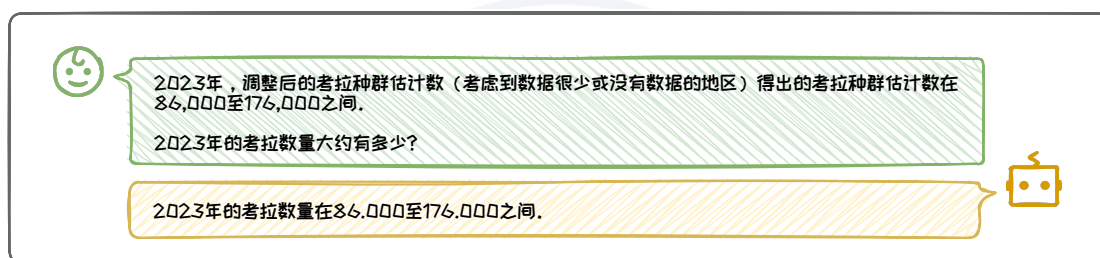 2023年，调整后的考拉种群估计数（考虑到数据很少或没有数据的地区）得出的考拉种群估计数在
86,000至176,000之间.
2023年的考拉数量大约有多少?
2023年的考拉数量在86.000至176.000之间.